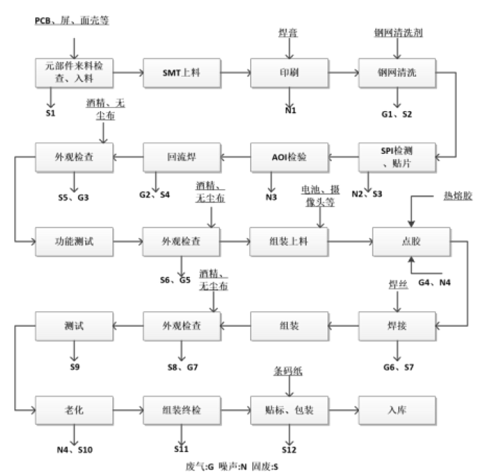 PCB、屏、面壳等
焊膏
钢网清洗剂
元部件来料检
查、入料
SMT上料
印刷
钢网清洗
S1
N1
G1、S2
酒精、无
尘布
外观检查
回流焊
AOI检验
SPI检测
、贴片
S5、G3
G2、S4
N3
N2、S3
酒精、
无尘布
电池、摄
像头等
热熔胶
功能测试
外观检查
组装上料
点胶
S6、G5
G4、N4
酒精、
无尘布
焊丝
测试
外观检查
组装
焊接
S9
S8、G7
G6、S7
条码纸
老化
组装终检
贴标、包装
入库
N4、S10
S11
S12
废气:G 噪声:N 固废:S